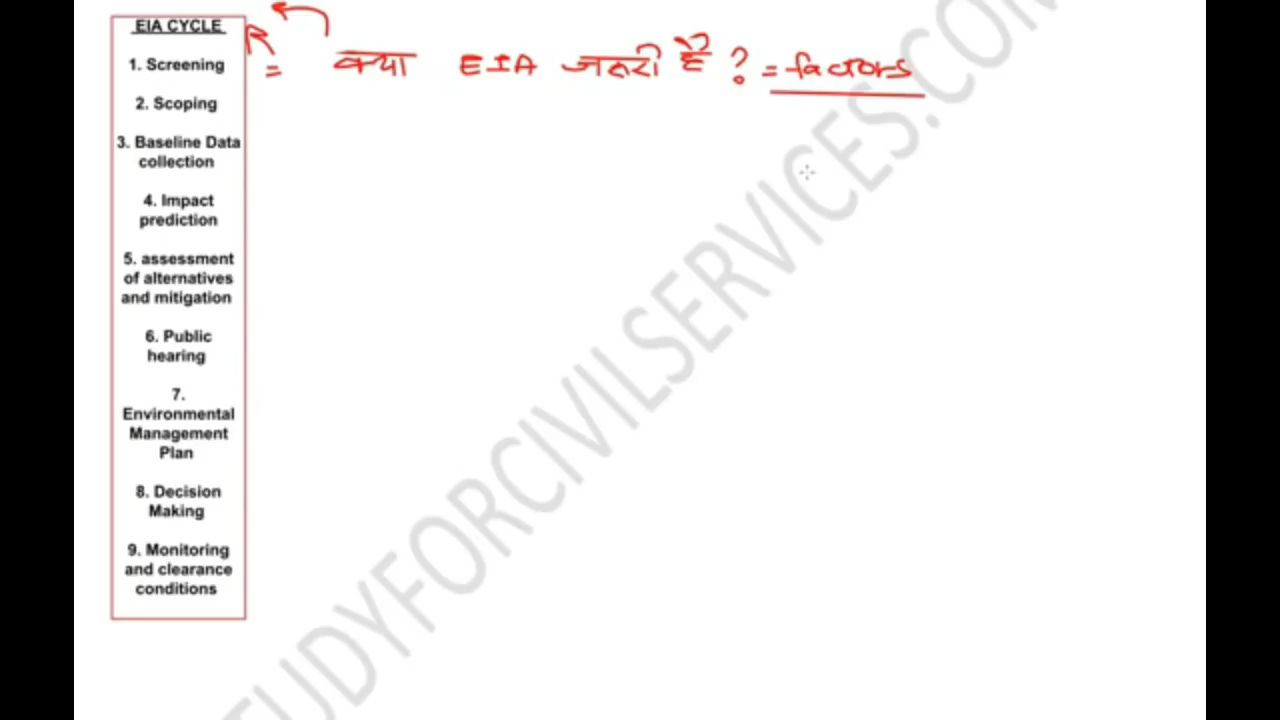 EIA CYCLE
1. Screening
= क्या EIA जरुरी है ? = factors
2. Scoping
3. Baseline Data
collection
4. Impact
prediction
5. assessment
of alternatives
and mitigation
6. Public
hearing
7.
Environmental
Management
Plan
8. Decision
Making
9. Monitoring
and clearance
conditions
STUDYFORCIVILSERVICES.COM